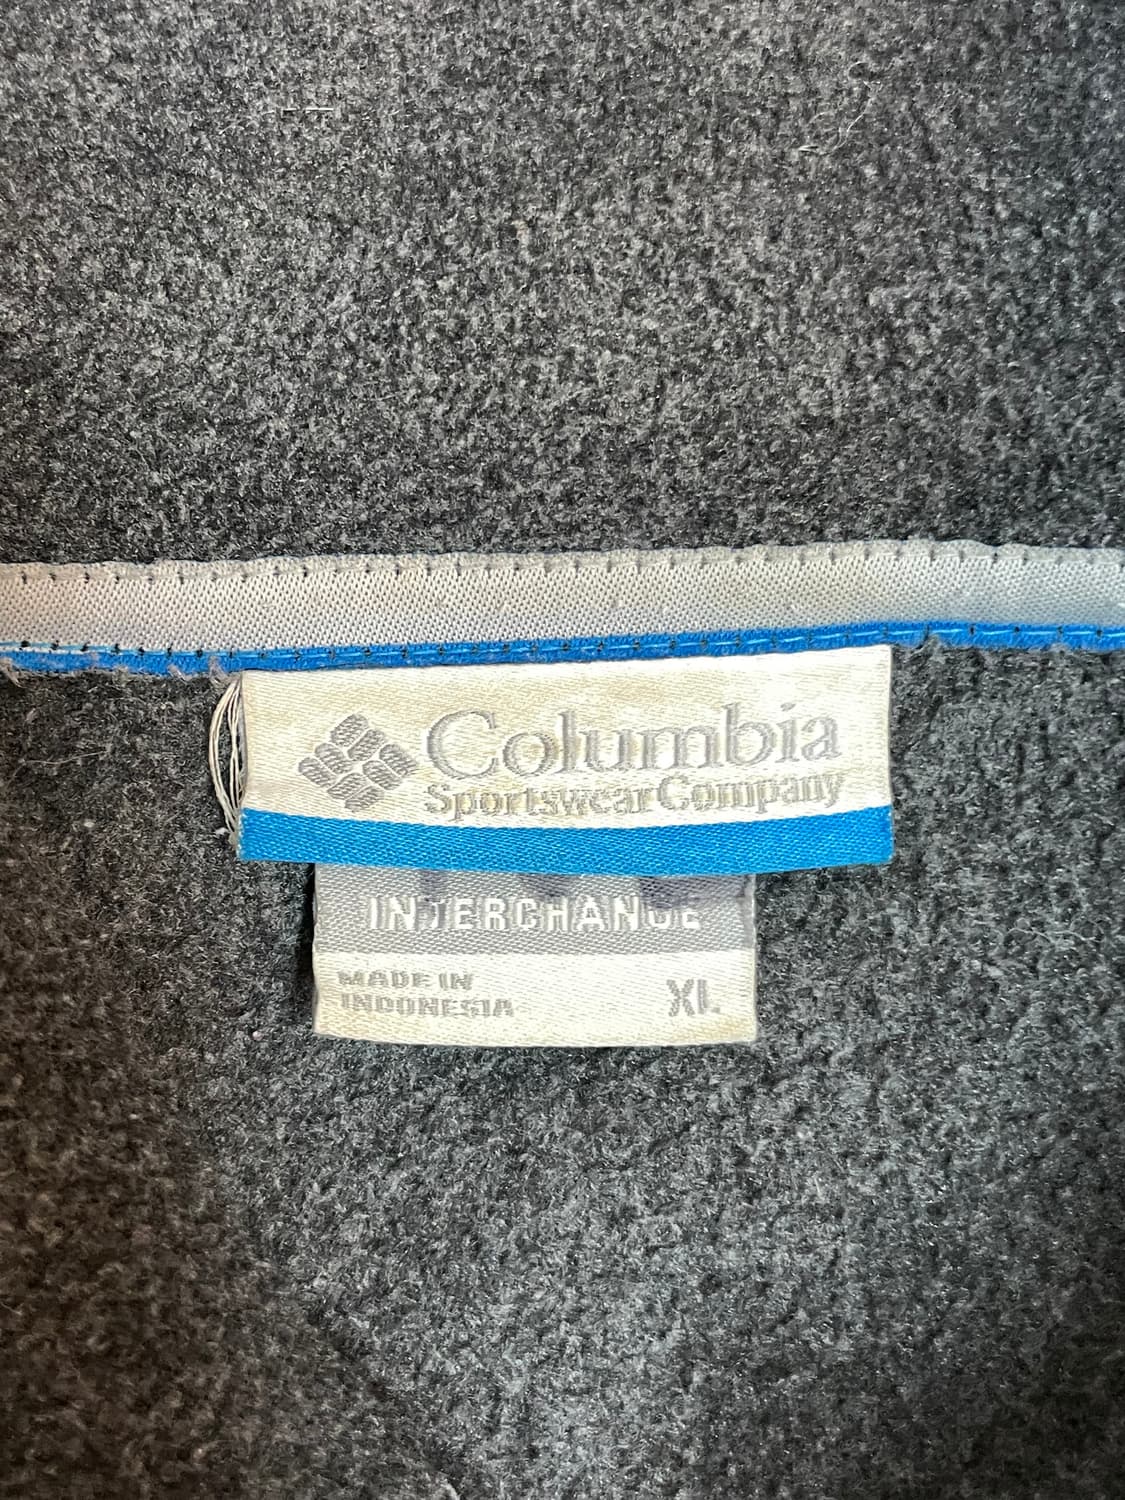 Columbia
Sportswear Company
INTERCHANGE
MADE IN
INDONESIA
XL